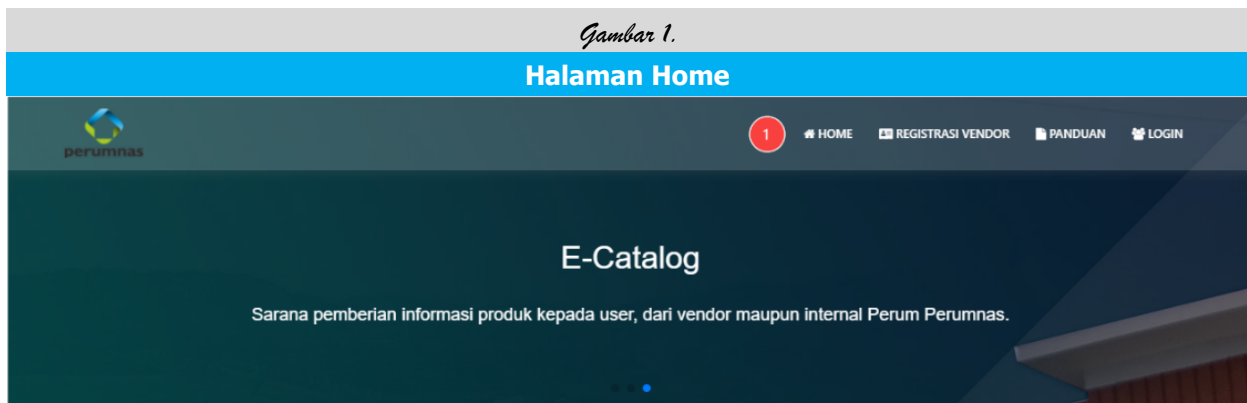 Gambar 1.
Halaman Home
perumnas
1 HOME REGISTRASI VENDOR PANDUAN LOGIN
E-Catalog
Sarana pemberian informasi produk kepada user, dari vendor maupun internal Perum Perumnas.